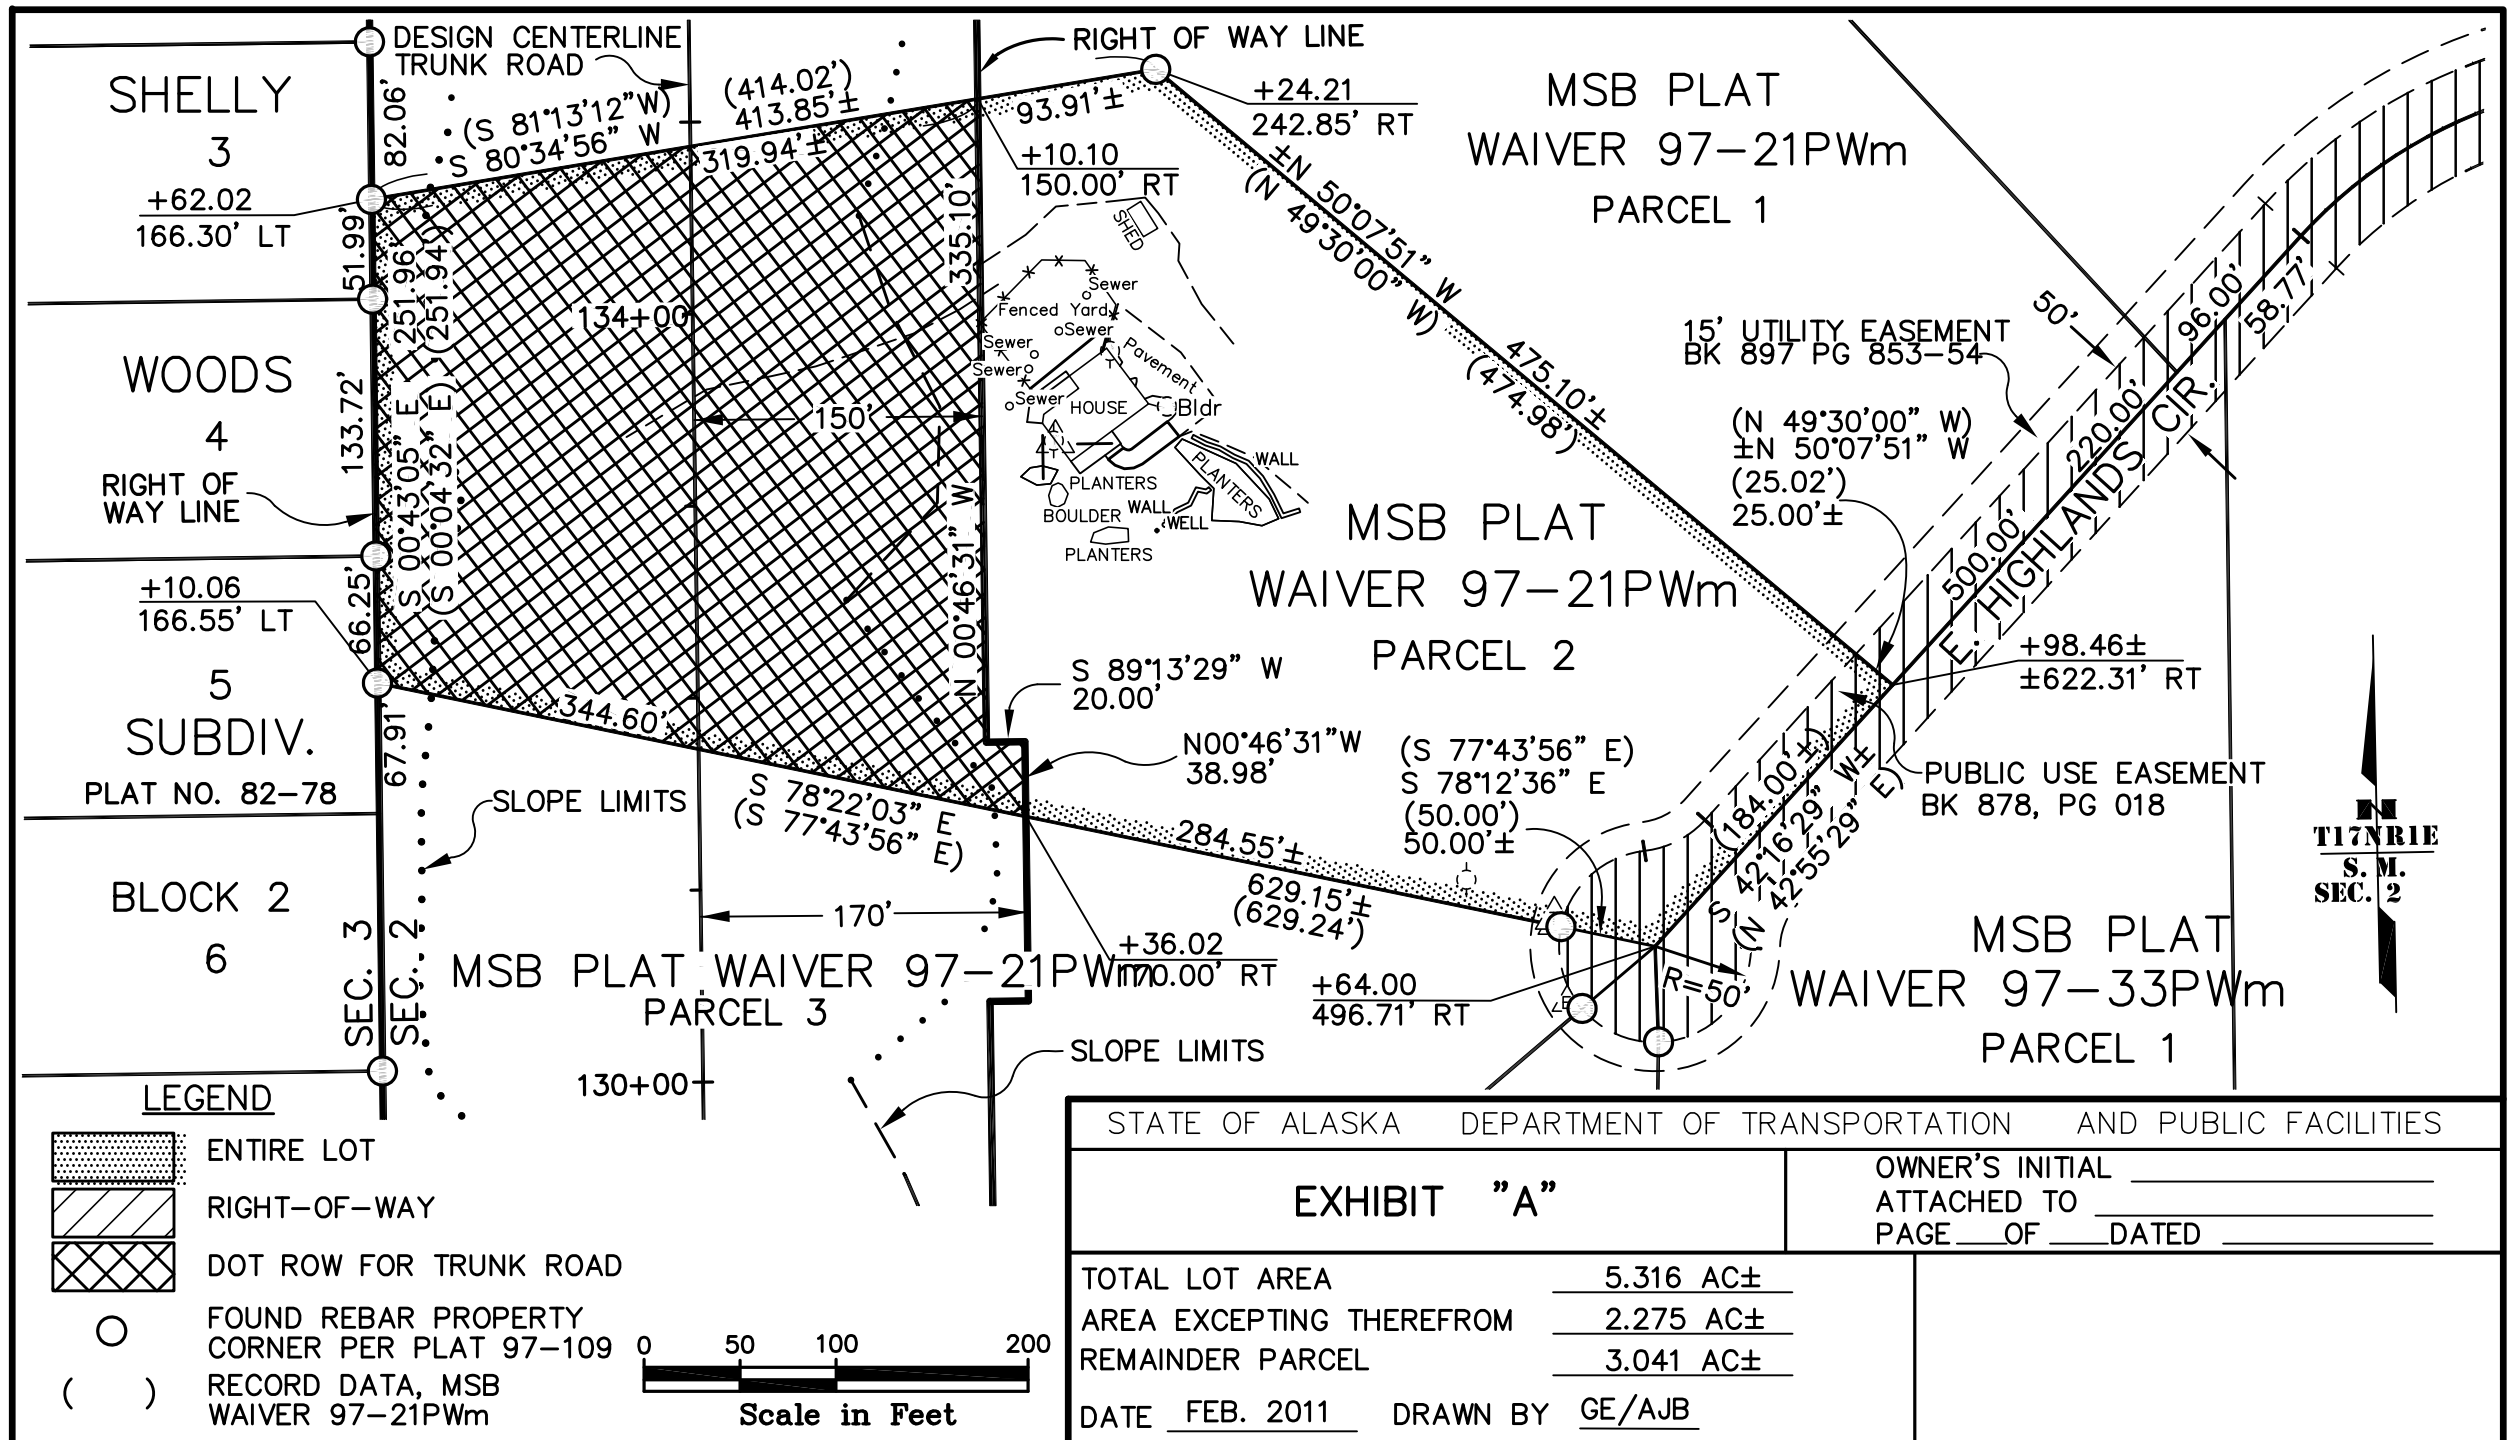 DESIGN CENTERLINE
TRUNK ROAD
RIGHT OF WAY LINE
SHELLY
3
82.06'
(S 81°13'12"W)
S 80°34'56" W
(414.02')
413.85'±
319.94'±
93.91'±
+24.21
242.85' RT
+10.10
150.00' RT
+62.02
166.30' LT
51.99'
251.96'
(251.94')
S 00°43'05" E
(S 00°04'32" E)
335.10'
N 00°46'31" W
134+00
150'
SHED
Sewer
Fenced Yard
Sewer
Sewer
Sewer
Sewer
Pavement
HOUSE
Bldr
WALL
PLANTERS
PLANTERS
BOULDER
WALL
WELL
PLANTERS
±N 50°07'51" W
(N 49°30'00" W)
475.10'±
(474.98')
MSB PLAT
WAIVER 97-21PWm
PARCEL 1
50'
96.00'
58.77'
15' UTILITY EASEMENT
BK 897 PG 853-54
220.00'
500.00'
E. HIGHLANDS CIR.
(N 49°30'00" W)
±N 50°07'51" W
(25.02')
25.00'±
WOODS
4
133.72'
RIGHT OF
WAY LINE
+10.06
166.55' LT
66.25'
5
SUBDIV.
PLAT NO. 82-78
67.91'
344.60'
SLOPE LIMITS
S 78°22'03" E
(S 77°43'56" E)
S 89°13'29" W
20.00'
N00°46'31"W
38.98'
MSB PLAT
WAIVER 97-21PWm
PARCEL 2
+98.46±
±622.31' RT
(S 77°43'56" E)
S 78°12'36" E
(50.00')
50.00'±
284.55'±
629.15'±
(629.24')
(184.00'±)
S 42°16'29" W±
(N 42°55'29" E)
PUBLIC USE EASEMENT
BK 878, PG 018
N
T17NR1E
S. M.
SEC. 2
BLOCK 2
6
SEC. 3
SEC. 2
170'
MSB PLAT WAIVER 97-21PWm
PARCEL 3
+36.02
170.00' RT
+64.00
496.71' RT
R=50'
MSB PLAT
WAIVER 97-33PWm
PARCEL 1
SLOPE LIMITS
130+00
LEGEND
ENTIRE LOT
RIGHT-OF-WAY
DOT ROW FOR TRUNK ROAD
FOUND REBAR PROPERTY
CORNER PER PLAT 97-109
( ) RECORD DATA, MSB
WAIVER 97-21PWm
0 50 100 200
Scale in Feet
STATE OF ALASKA DEPARTMENT OF TRANSPORTATION AND PUBLIC FACILITIES
EXHIBIT "A"
OWNER'S INITIAL
ATTACHED TO
PAGE OF DATED
TOTAL LOT AREA 5.316 AC±
AREA EXCEPTING THEREFROM 2.275 AC±
REMAINDER PARCEL 3.041 AC±
DATE FEB. 2011 DRAWN BY GE/AJB